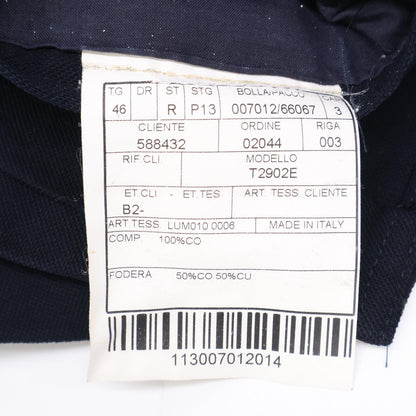 TG DR ST STG BOLLA/PACCO CAP
46 R P13 007012/66067 3
CLIENTE ORDINE RIGA
588432 02044 003
RIF.CLI. MODELLO
T2902E
ET.CLI - ET.TES ART. TESS. CLIENTE
B2-
ART.TESS. LUM010 0006 MADE IN ITALY
COMP 100%CO
FODERA 50%CO 50%CU
113007012014